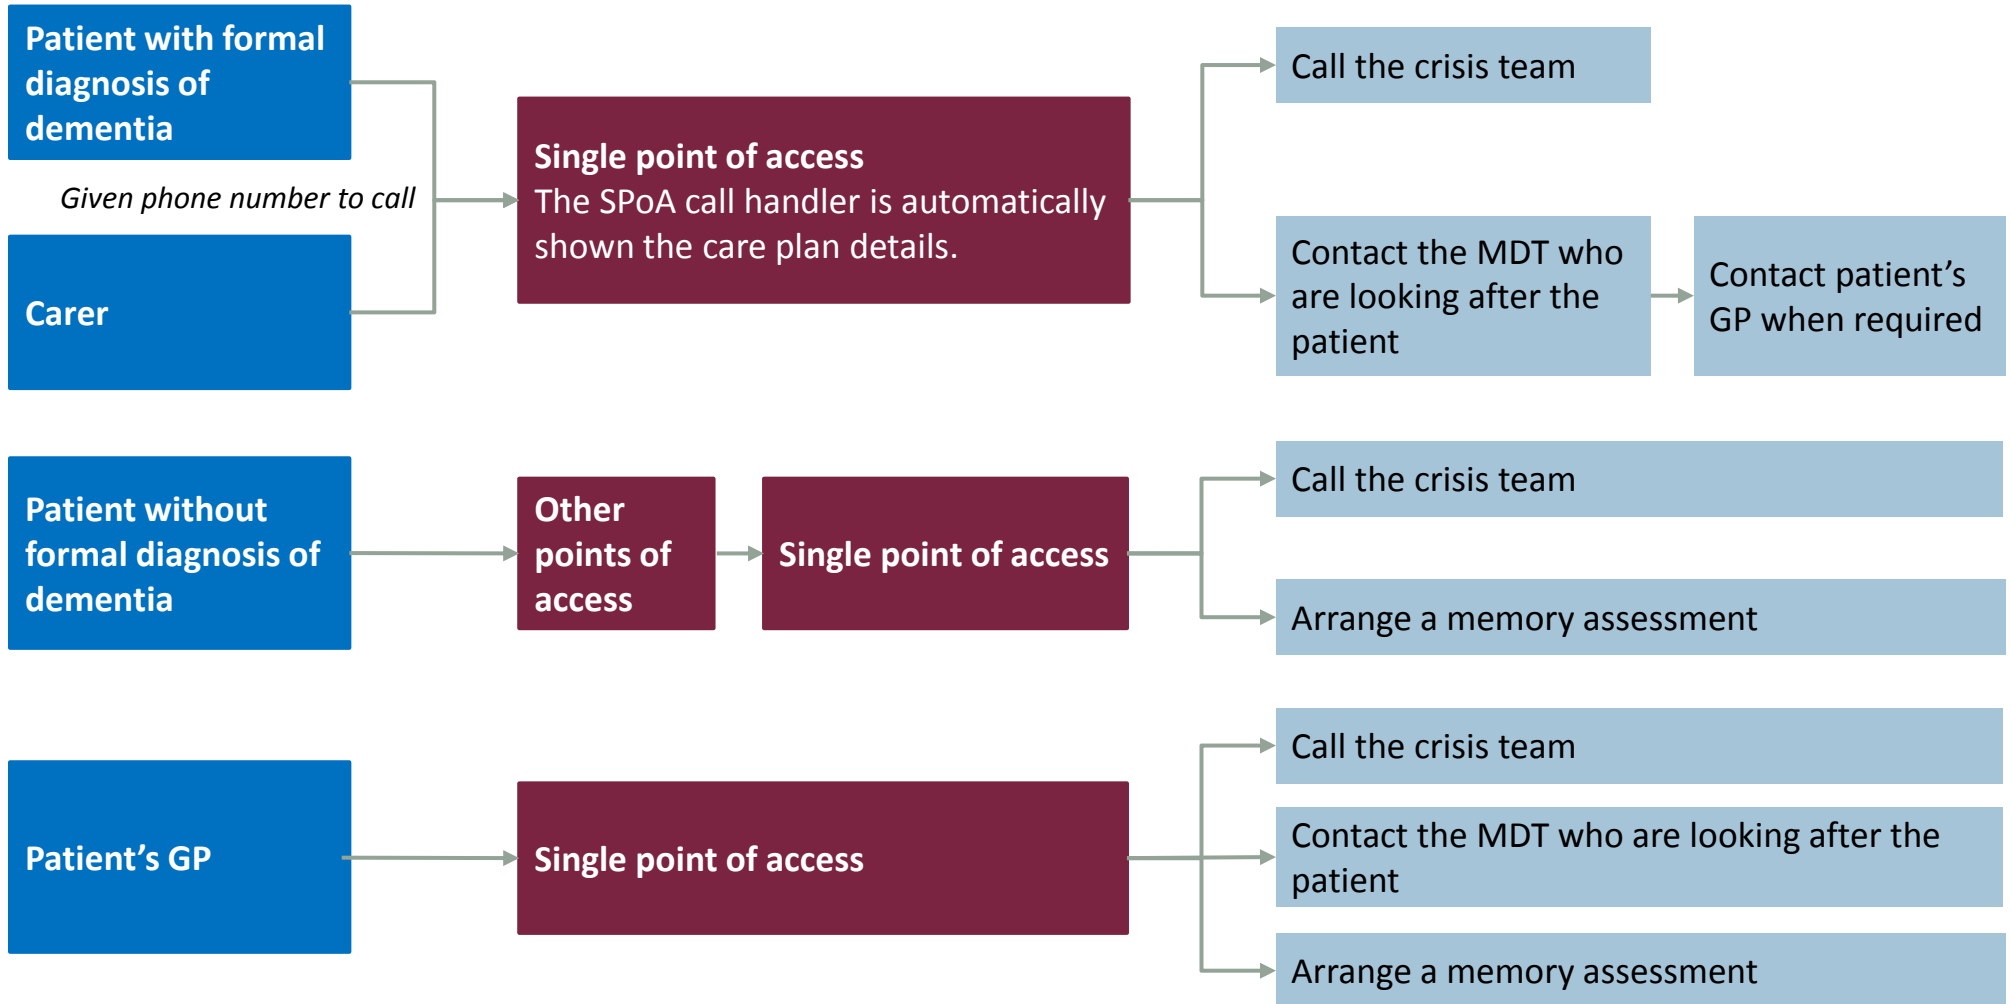 Patient with formal
diagnosis of
dementia
Given phone number to call
Carer
Single point of access
The SPoA call handler is automatically
shown the care plan details.
Call the crisis team
Contact the MDT who
are looking after the
patient
Contact patient’s
GP when required
Patient without
formal diagnosis of
dementia
Other
points of
access
Single point of access
Call the crisis team
Arrange a memory assessment
Patient’s GP
Single point of access
Call the crisis team
Contact the MDT who are looking after the
patient
Arrange a memory assessment